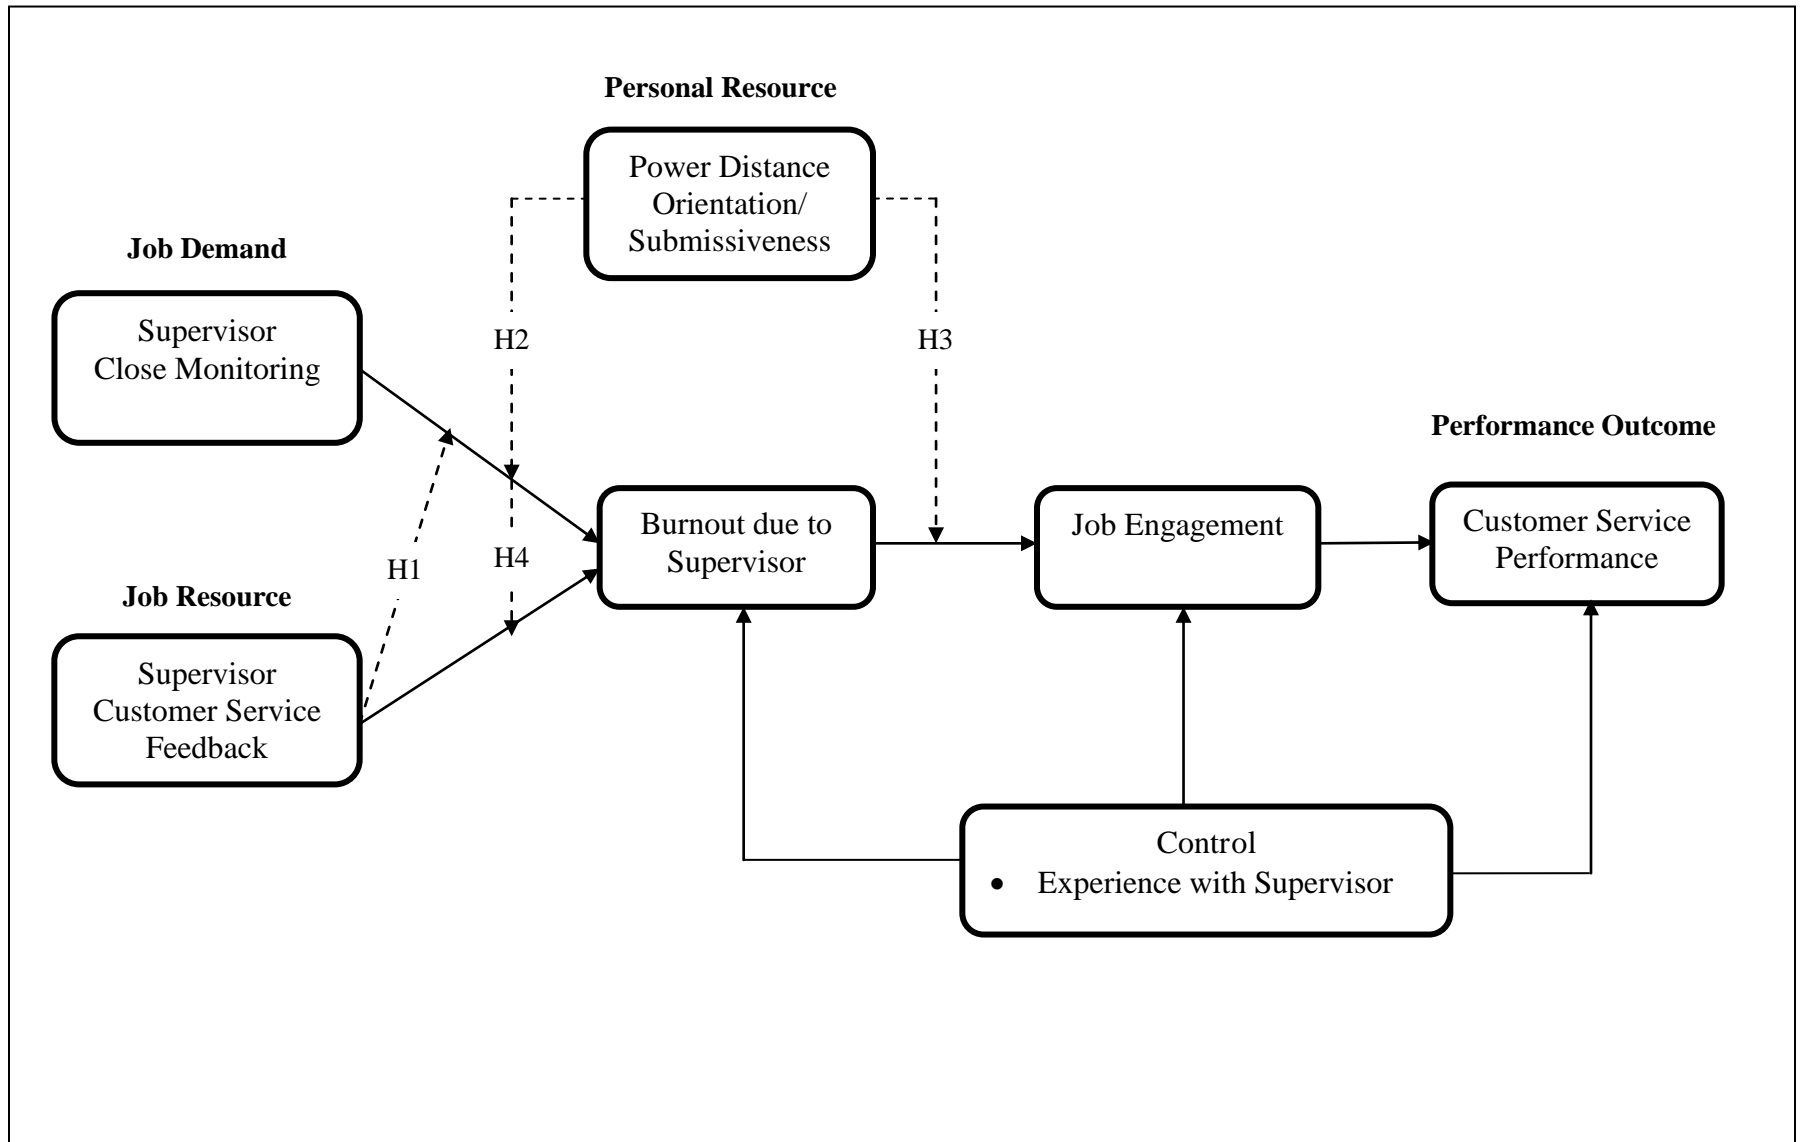 Personal Resource
Power Distance
Orientation/
Submissiveness
Job Demand
Supervisor
Close Monitoring
H2
H3
Performance Outcome
Burnout due to
Supervisor
Job Engagement
Customer Service
Performance
H1
H4
Job Resource
Supervisor
Customer Service
Feedback
Control
• Experience with Supervisor